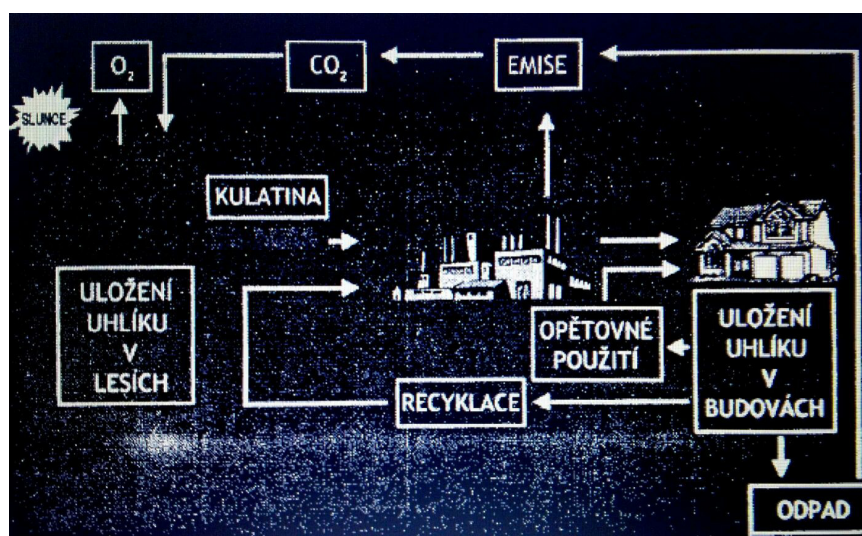 O₂
CO₂
EMISE
SLUNCE
KULATINA
ULOŽENÍ
UHLÍKU
V
LESÍCH
OPĚTOVNÉ
POUŽITÍ
ULOŽENÍ
UHLÍKU
V
BUDOVÁCH
RECYKLACE
ODPAD